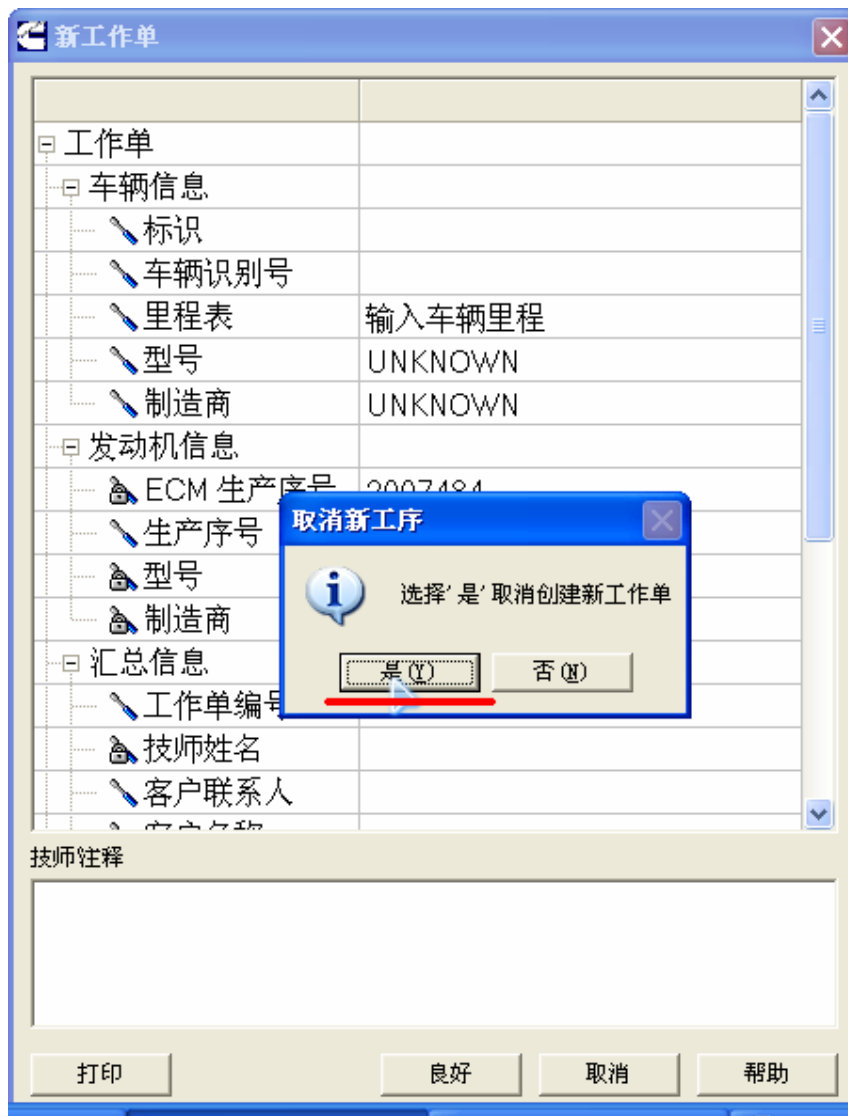 新工作单
工作单
车辆信息
标识
车辆识别号
里程表 输入车辆里程
型号 UNKNOWN
制造商 UNKNOWN
发动机信息
ECM 生产序号
取消新工序
生产序号
型号
选择'是'取消创建新工作单
制造商
汇总信息
是(Y) 否(N)
工作单编号
技师姓名
客户联系人
技师注释
打印 良好 取消 帮助